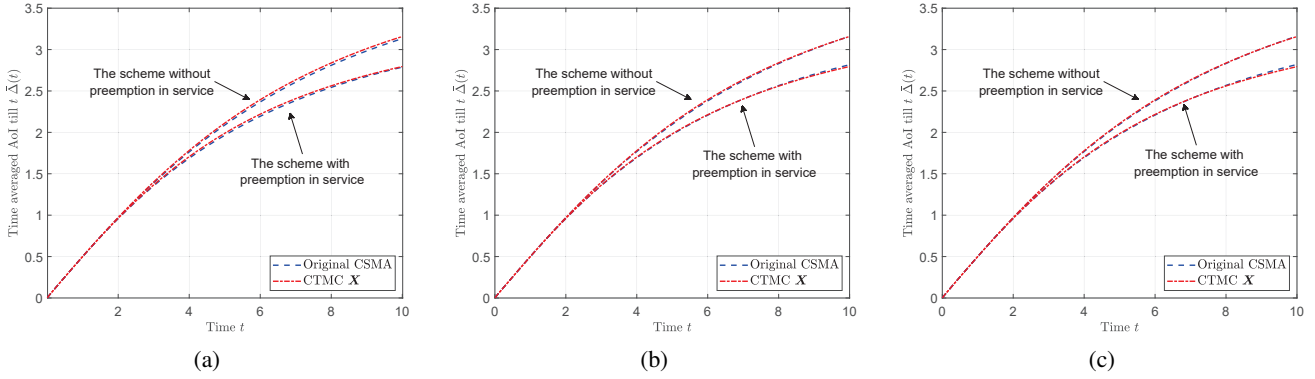 3.5
3
2.5
2
1.5
1
0.5
0
Time averaged AoI till t Δ̄(t)
The scheme without
preemption in service
The scheme with
preemption in service
Original CSMA
CTMC X
2 4 6 8 10
Time t
(a)
3.5
3
2.5
2
1.5
1
0.5
0
Time averaged AoI till t Δ̄(t)
The scheme without
preemption in service
The scheme with
preemption in service
Original CSMA
CTMC X
0 2 4 6 8 10
Time t
(b)
3.5
3
2.5
2
1.5
1
0.5
0
Time averaged AoI till t Δ̄(t)
The scheme without
preemption in service
The scheme with
preemption in service
Original CSMA
CTMC X
0 2 4 6 8 10
Time t
(c)